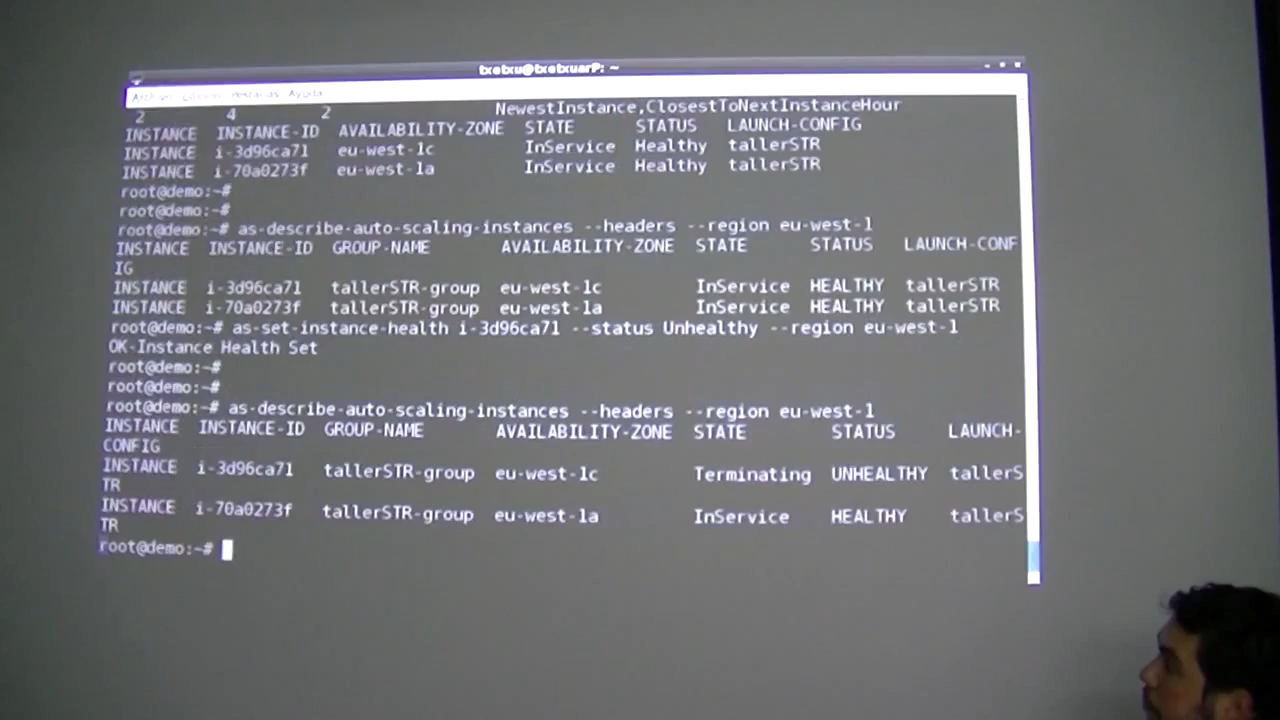 txetxu@txetxuarP: ~
Archivo Editar Pestañas Ayuda
2 4 2 NewestInstance,ClosestToNextInstanceHour
INSTANCE INSTANCE-ID AVAILABILITY-ZONE STATE STATUS LAUNCH-CONFIG
INSTANCE i-3d96ca71 eu-west-1c InService Healthy tallerSTR
INSTANCE i-70a0273f eu-west-1a InService Healthy tallerSTR
root@demo:~#
root@demo:~#
root@demo:~# as-describe-auto-scaling-instances --headers --region eu-west-1
INSTANCE INSTANCE-ID GROUP-NAME AVAILABILITY-ZONE STATE STATUS LAUNCH-CONF
IG
INSTANCE i-3d96ca71 tallerSTR-group eu-west-1c InService HEALTHY tallerSTR
INSTANCE i-70a0273f tallerSTR-group eu-west-1a InService HEALTHY tallerSTR
root@demo:~# as-set-instance-health i-3d96ca71 --status Unhealthy --region eu-west-1
OK-Instance Health Set
root@demo:~#
root@demo:~#
root@demo:~# as-describe-auto-scaling-instances --headers --region eu-west-1
INSTANCE INSTANCE-ID GROUP-NAME AVAILABILITY-ZONE STATE STATUS LAUNCH-
CONFIG
INSTANCE i-3d96ca71 tallerSTR-group eu-west-1c Terminating UNHEALTHY tallerS
TR
INSTANCE i-70a0273f tallerSTR-group eu-west-1a InService HEALTHY tallerS
TR
root@demo:~#